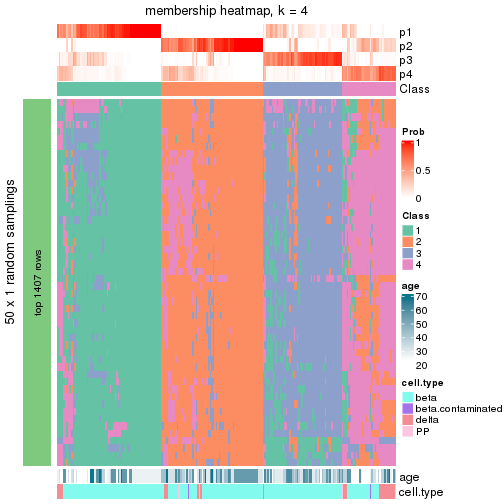 membership heatmap, k = 4
p1
p2
p3
p4
Class
50 x 1 random samplings
top 1407 rows
Prob
1
0.5
0
Class
1
2
3
4
age
70
60
50
40
30
20
cell.type
beta
beta.contaminated
delta
PP
age
cell.type